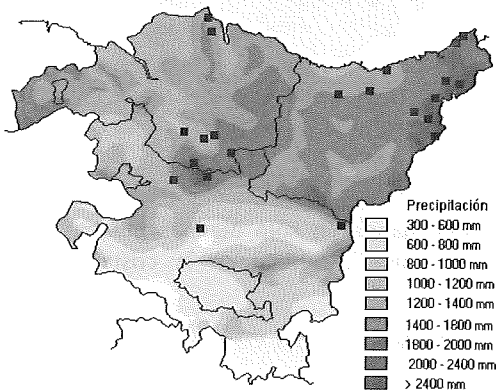 Precipitación
300 - 600 mm
600 - 800 mm
800 - 1000 mm
1000 - 1200 mm
1200 - 1400 mm
1400 - 1800 mm
1800 - 2000 mm
2000 - 2400 mm
> 2400 mm